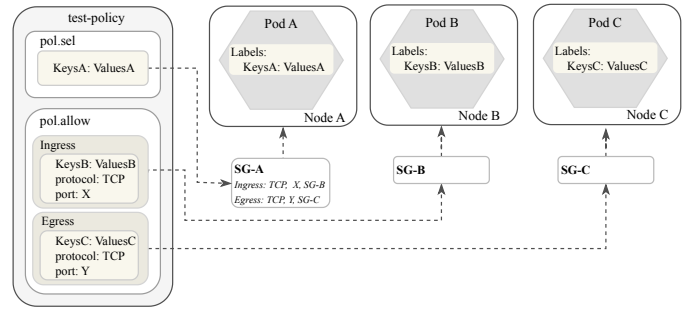 test-policy
pol.sel
KeysA: ValuesA
pol.allow
Ingress
KeysB: ValuesB
protocol: TCP
port: X
Egress
KeysC: ValuesC
protocol: TCP
port: Y
Pod A
Labels:
KeysA: ValuesA
Node A
Pod B
Labels:
KeysB: ValuesB
Node B
Pod C
Labels:
KeysC: ValuesC
Node C
SG-A
Ingress: TCP, X, SG-B
Egress: TCP, Y, SG-C
SG-B
SG-C